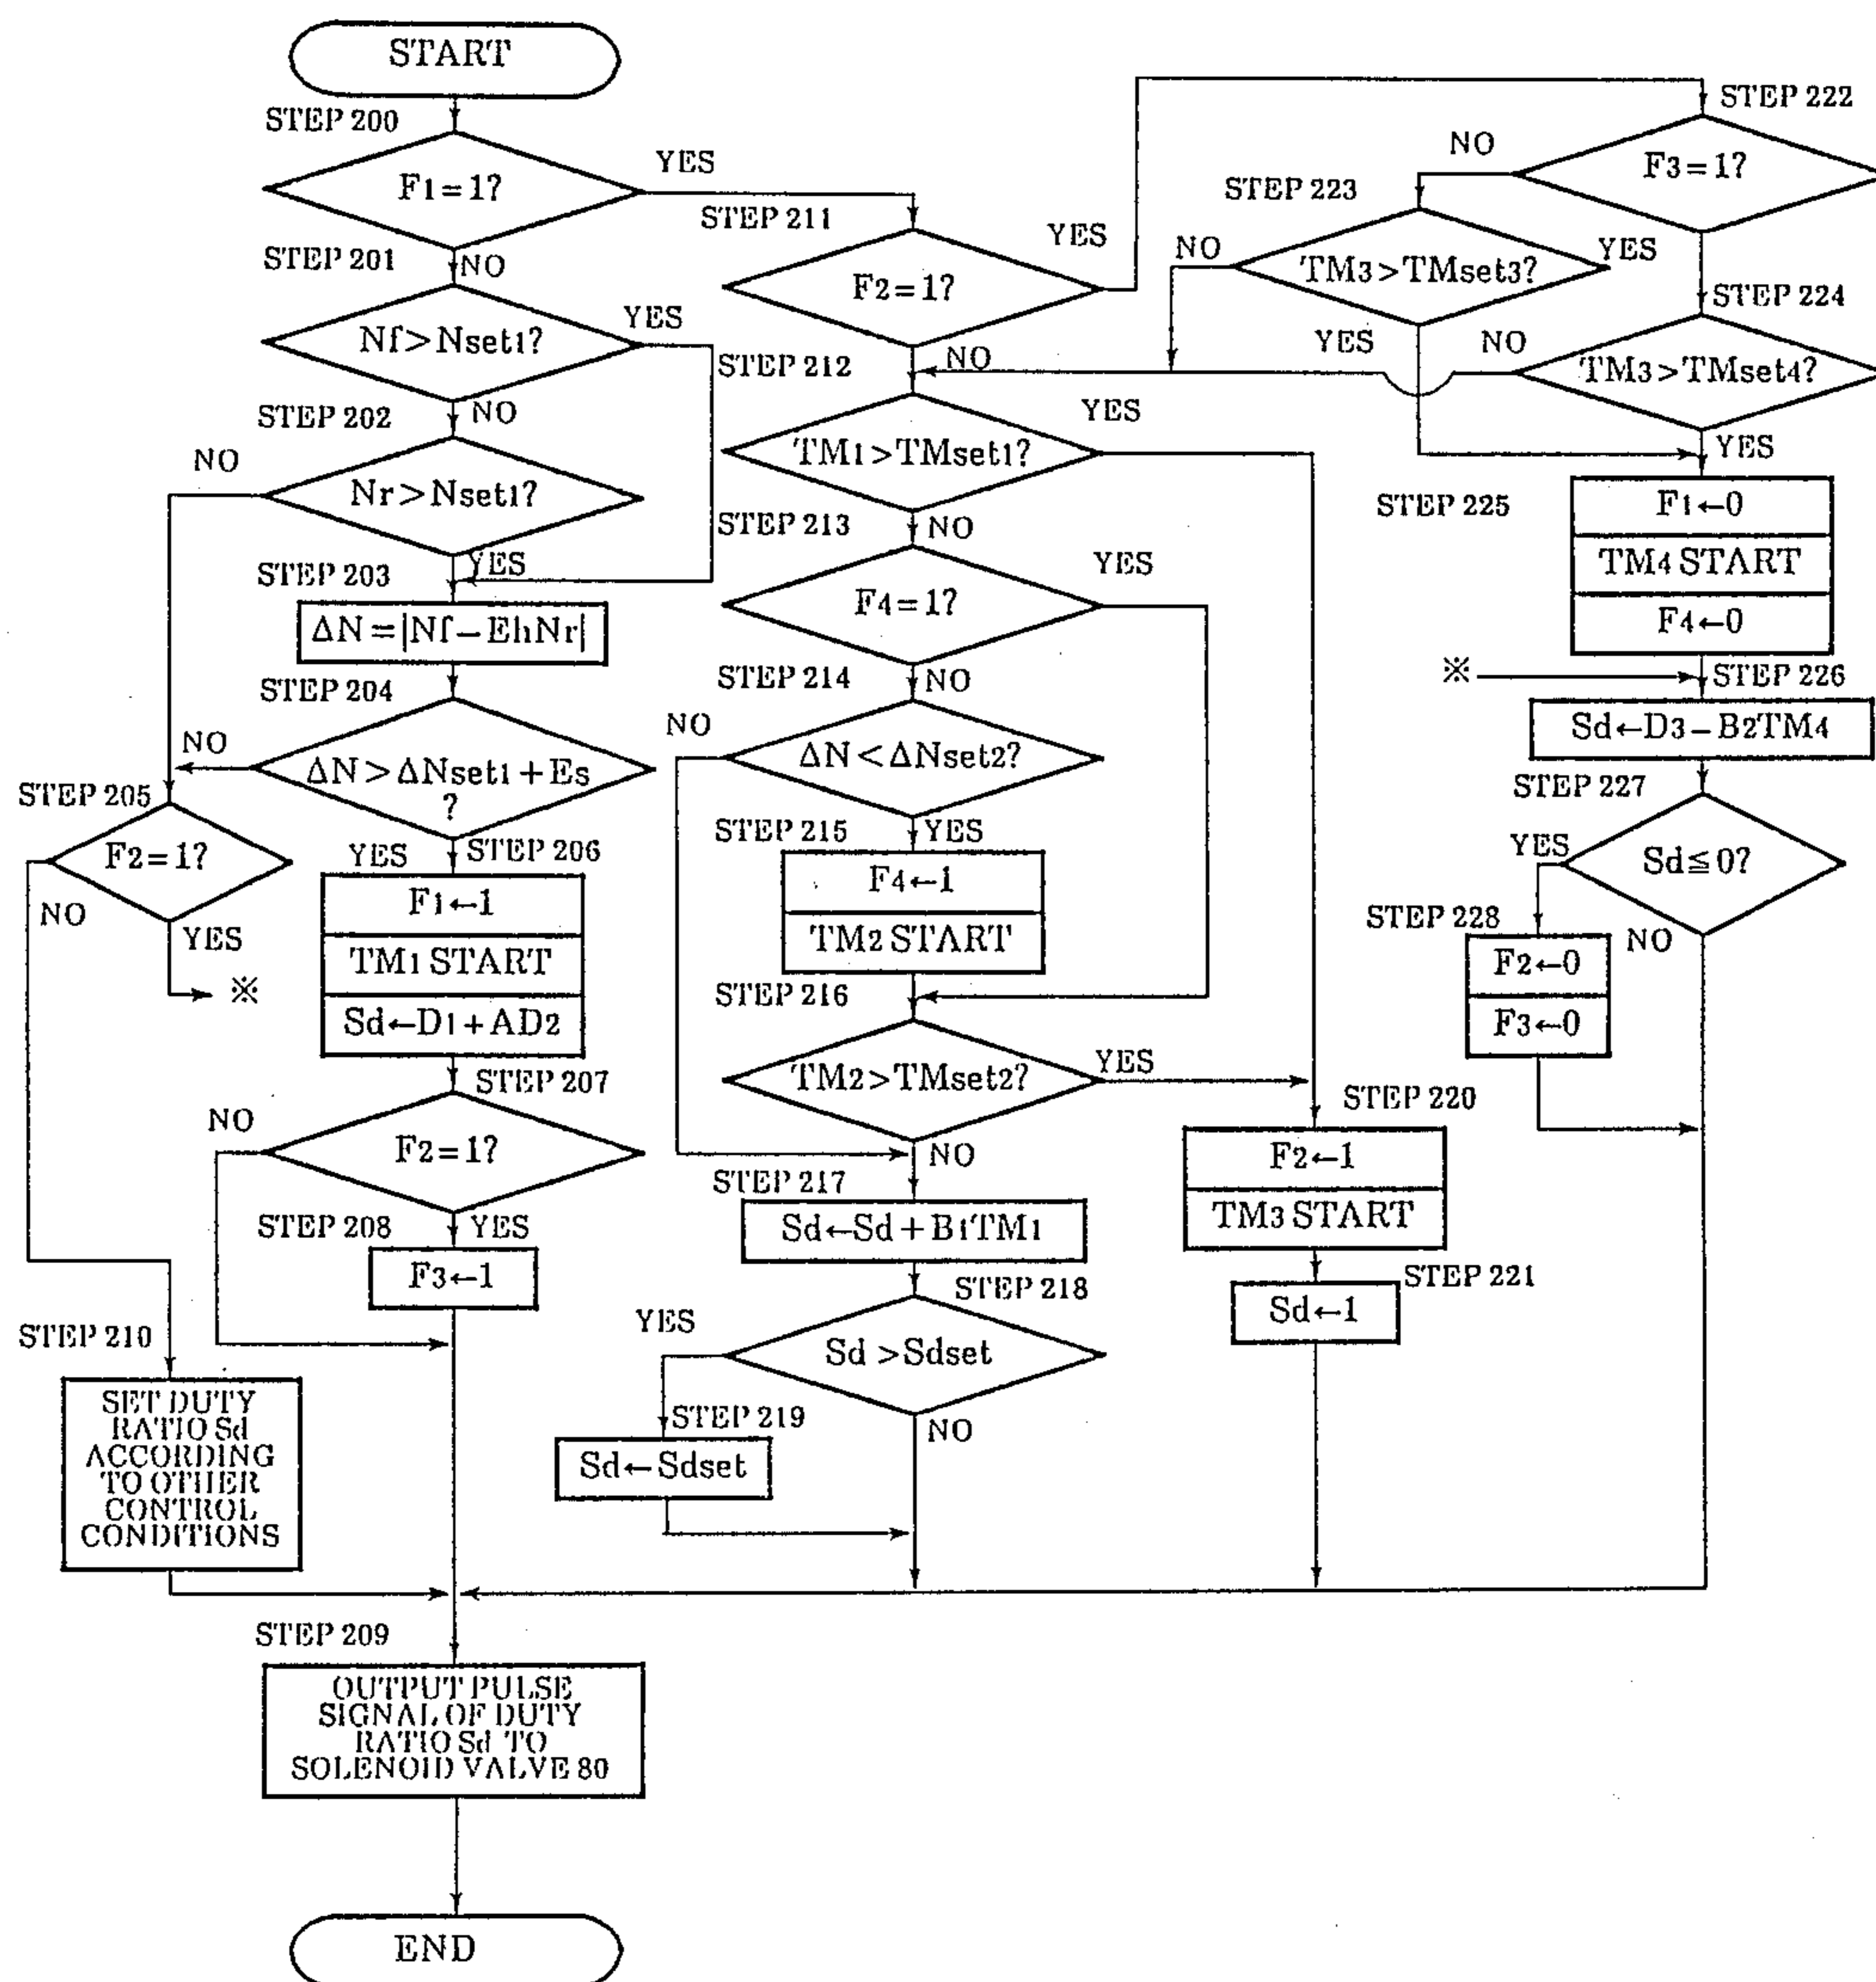 START
STEP 200
F1=1?
YES
NO
STEP 201
Nf>Nset1?
YES
NO
STEP 202
Nr>Nset1?
NO
YES
STEP 203
ΔN=|Nf-EhNr|
STEP 204
ΔN>ΔNset1+Es
?
NO
YES
STEP 205
F2=1?
NO
YES
※
STEP 206
F1←1
TM1 START
Sd←D1+AD2
STEP 207
F2=1?
NO
YES
STEP 208
F3←1
STEP 210
SET DUTY
RATIO Sd
ACCORDING
TO OTHER
CONTROL
CONDITIONS
STEP 209
OUTPUT PULSE
SIGNAL OF DUTY
RATIO Sd TO
SOLENOID VALVE 80
END
STEP 211
F2=1?
YES
NO
STEP 212
TM1>TMset1?
YES
NO
STEP 213
F4=1?
YES
NO
STEP 214
ΔN<ΔNset2?
NO
YES
STEP 215
F4←1
TM2 START
STEP 216
TM2>TMset2?
YES
NO
STEP 217
Sd←Sd+B1TM1
STEP 218
Sd>Sdset
YES
NO
STEP 219
Sd←Sdset
STEP 220
F2←1
TM3 START
STEP 221
Sd←1
STEP 222
F3=1?
NO
YES
STEP 223
TM3>TMset3?
NO
YES
STEP 224
TM3>TMset4?
NO
YES
STEP 225
F1←0
TM4 START
F4←0
※
STEP 226
Sd←D3-B2TM4
STEP 227
Sd≦0?
YES
NO
STEP 228
F2←0
F3←0